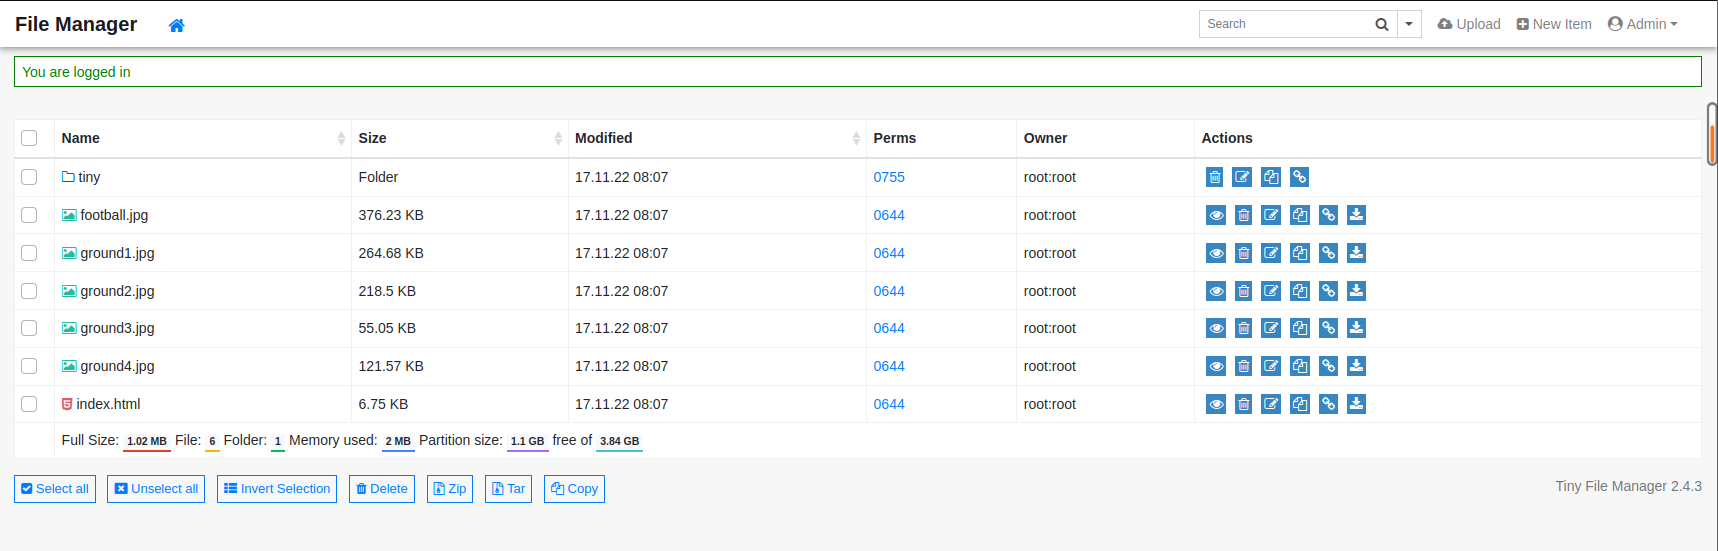 File Manager Search Upload New Item Admin
You are logged in
Name Size Modified Perms Owner Actions
tiny Folder 17.11.22 08:07 0755 root:root
football.jpg 376.23 KB 17.11.22 08:07 0644 root:root
ground1.jpg 264.68 KB 17.11.22 08:07 0644 root:root
ground2.jpg 218.5 KB 17.11.22 08:07 0644 root:root
ground3.jpg 55.05 KB 17.11.22 08:07 0644 root:root
ground4.jpg 121.57 KB 17.11.22 08:07 0644 root:root
index.html 6.75 KB 17.11.22 08:07 0644 root:root
Full Size: 1.02 MB File: 6 Folder: 1 Memory used: 2 MB Partition size: 1.1 GB free of 3.84 GB
Select all Unselect all Invert Selection Delete Zip Tar Copy Tiny File Manager 2.4.3